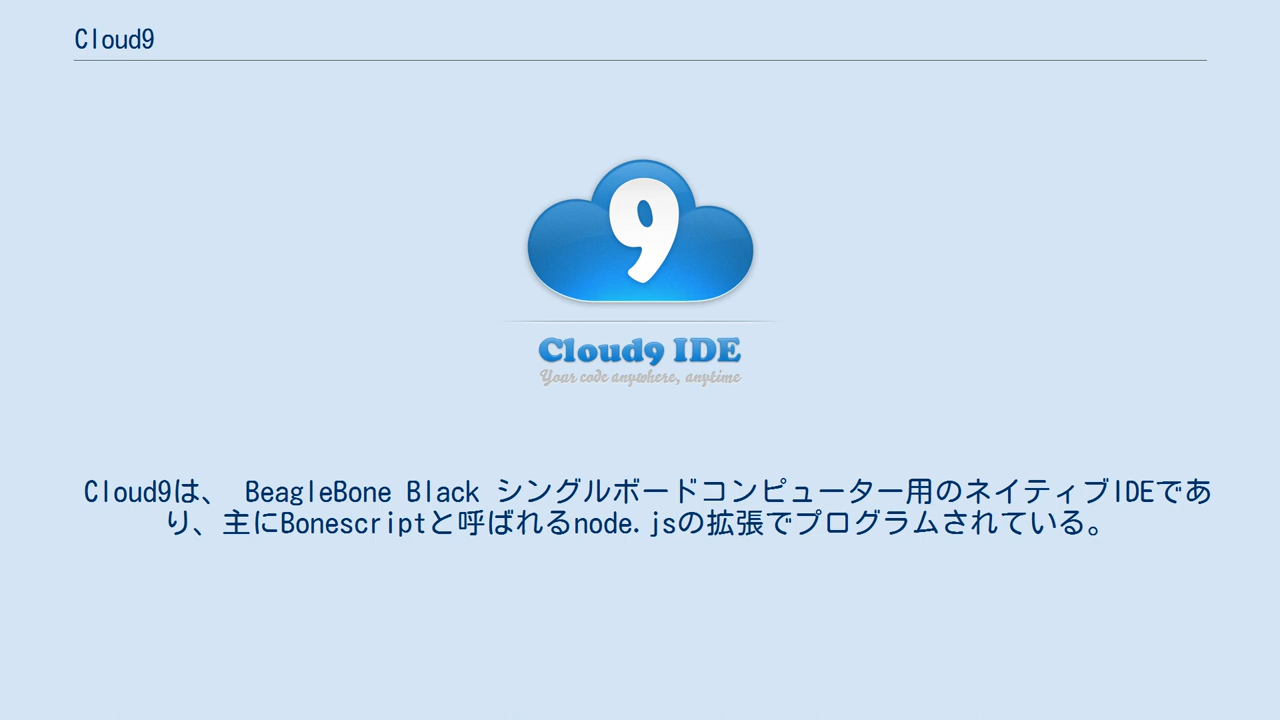 Cloud9
9
Cloud9 IDE
Your code anywhere, anytime
Cloud9は、 BeagleBone Black シングルボードコンピューター用のネイティブIDEであ
り、主にBonescriptと呼ばれるnode.jsの拡張でプログラムされている。